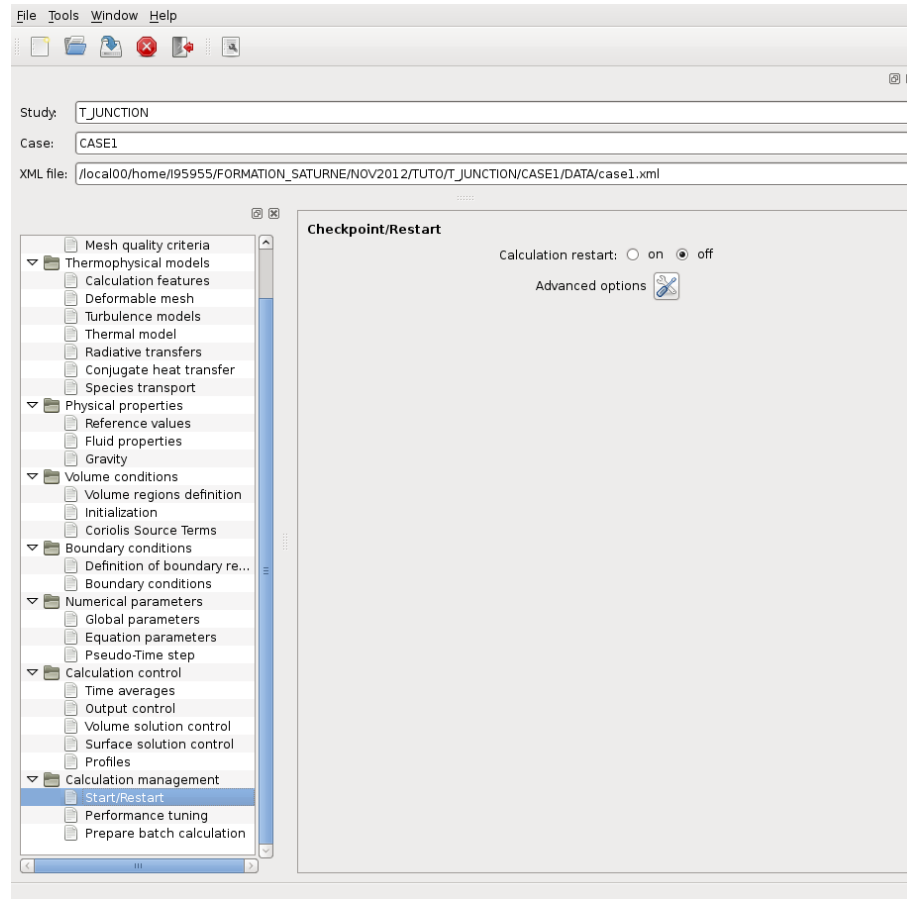 File Tools Window Help
Study: T_JUNCTION
Case: CASE1
XML file: /local00/home/I95955/FORMATION_SATURNE/NOV2012/TUTO/T_JUNCTION/CASE1/DATA/case1.xml
Mesh quality criteria
Thermophysical models
Calculation features
Deformable mesh
Turbulence models
Thermal model
Radiative transfers
Conjugate heat transfer
Species transport
Physical properties
Reference values
Fluid properties
Gravity
Volume conditions
Volume regions definition
Initialization
Coriolis Source Terms
Boundary conditions
Definition of boundary re...
Boundary conditions
Numerical parameters
Global parameters
Equation parameters
Pseudo-Time step
Calculation control
Time averages
Output control
Volume solution control
Surface solution control
Profiles
Calculation management
Start/Restart
Performance tuning
Prepare batch calculation
Checkpoint/Restart
Calculation restart: on off
Advanced options